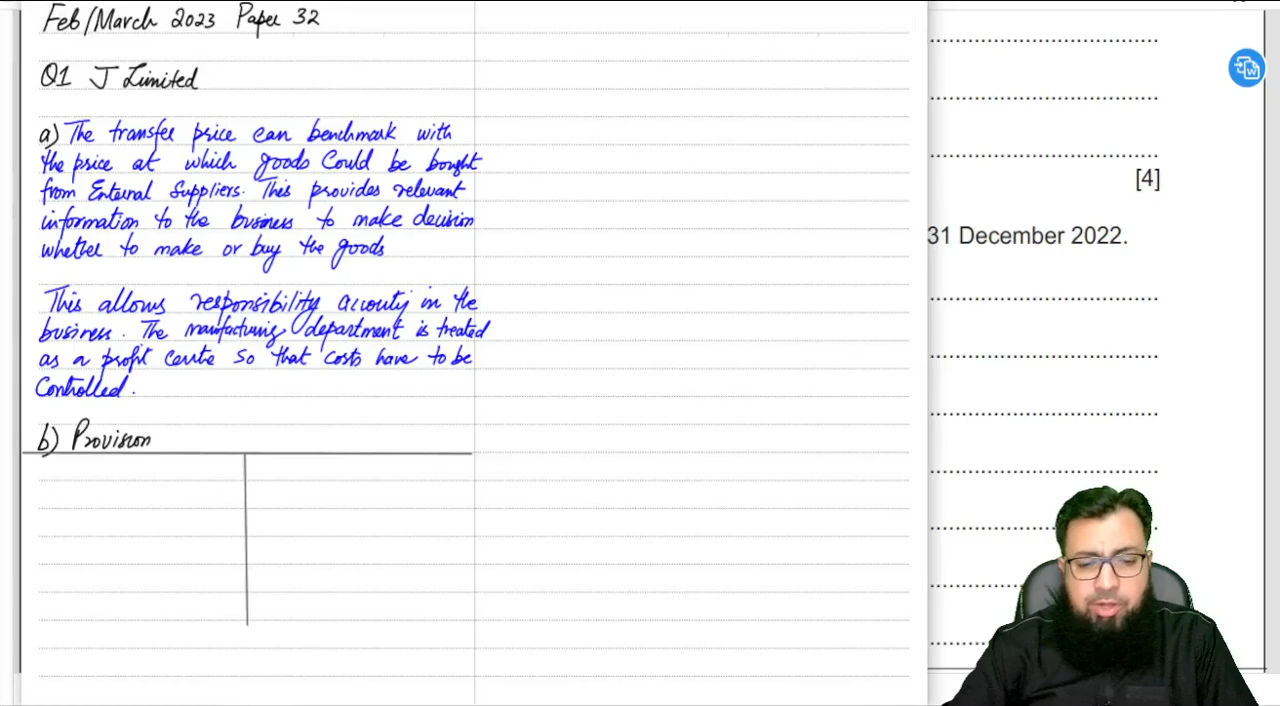 Feb/March 2023 Paper 32
Q1 J Limited
a) The transfer price can benchmark with
the price at which goods Could be bought
from External Suppliers. This provides relevant
information to the business to make decision
whether to make or buy the goods
This allows responsibility accouty in the
business. The manfacturing department is treated
as a profit centre so that costs have to be
Controlled.
b) Provision
[4]
31 December 2022.
W